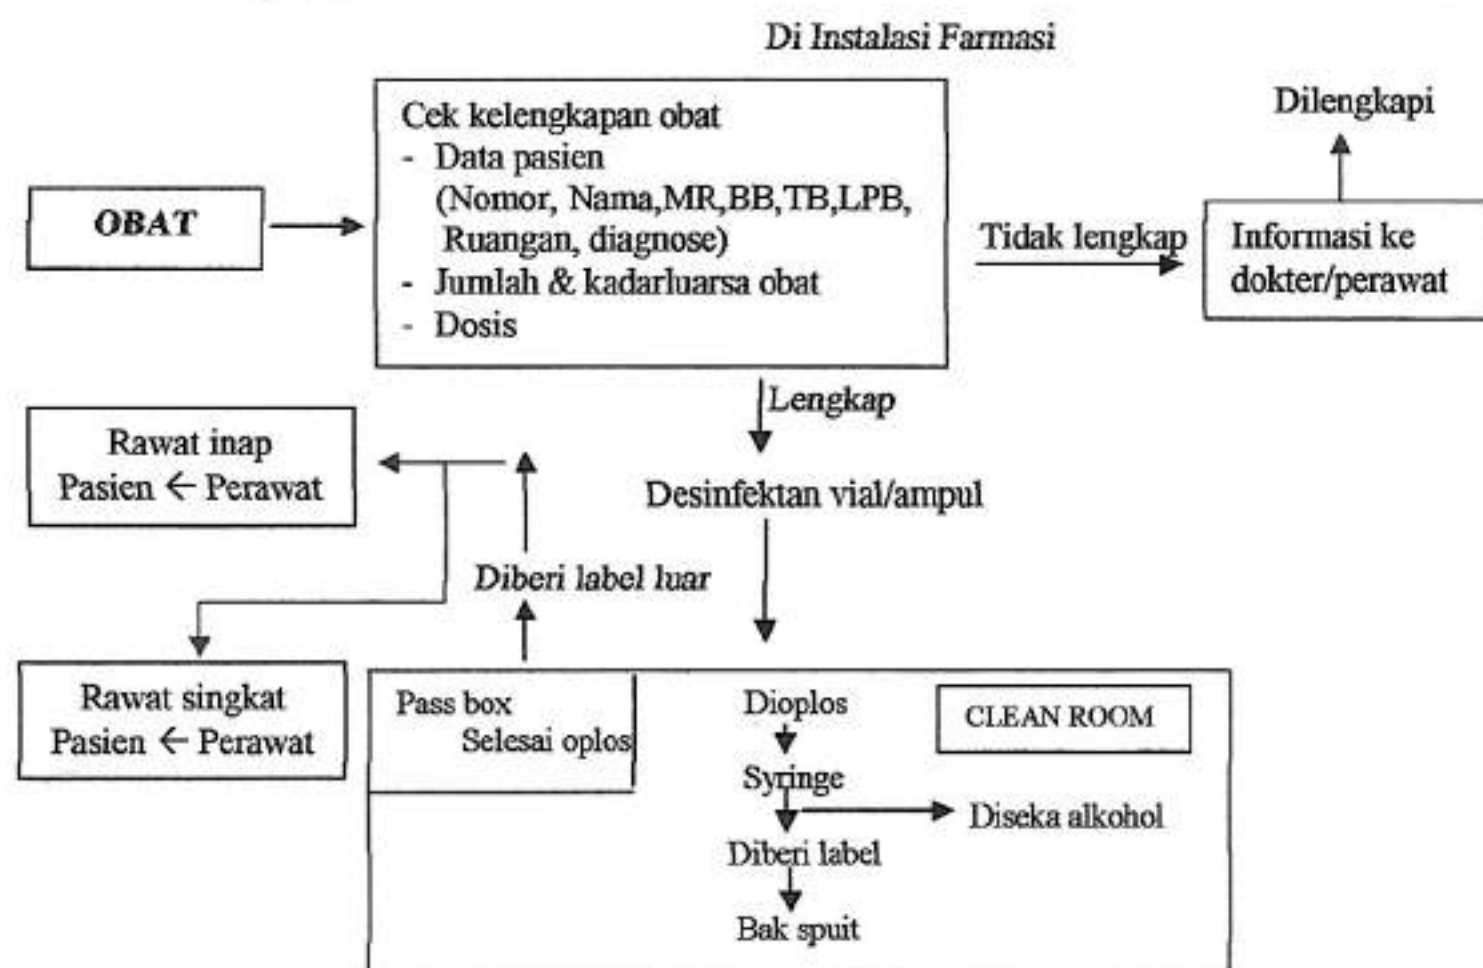 Di Instalasi Farmasi
Cek kelengkapan obat
- Data pasien
(Nomor, Nama,MR,BB,TB,LPB,
Ruangan, diagnose)
- Jumlah & kadarluarsa obat
- Dosis
OBAT
Tidak lengkap
Dilengkapi
Informasi ke
dokter/perawat
Lengkap
Desinfektan vial/ampul
Rawat inap
Pasien ← Perawat
Diberi label luar
Rawat singkat
Pasien ← Perawat
Pass box
Selesai oplos
Dioplos
CLEAN ROOM
Syringe
Diseka alkohol
Diberi label
Bak spuit